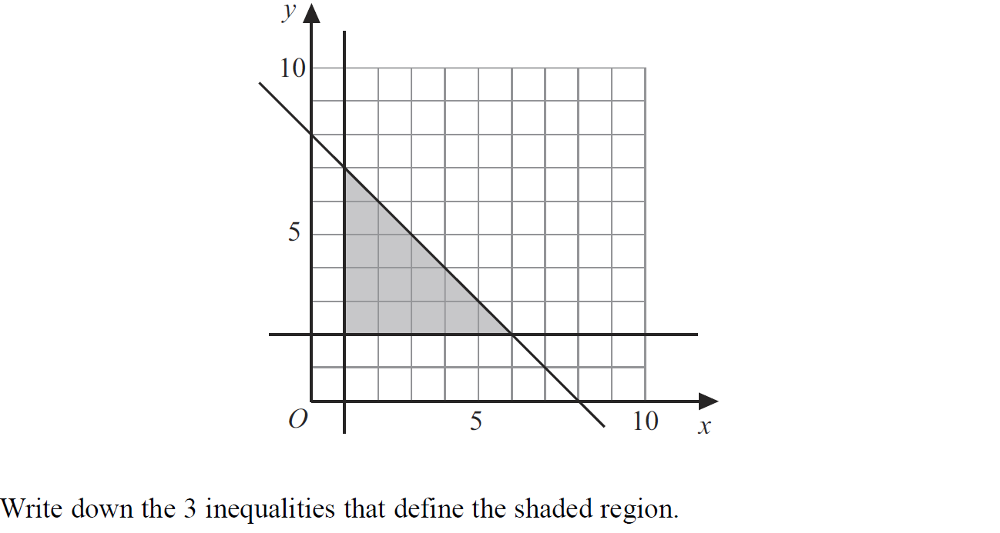 y
10
5
O
5
10
x
Write down the 3 inequalities that define the shaded region.